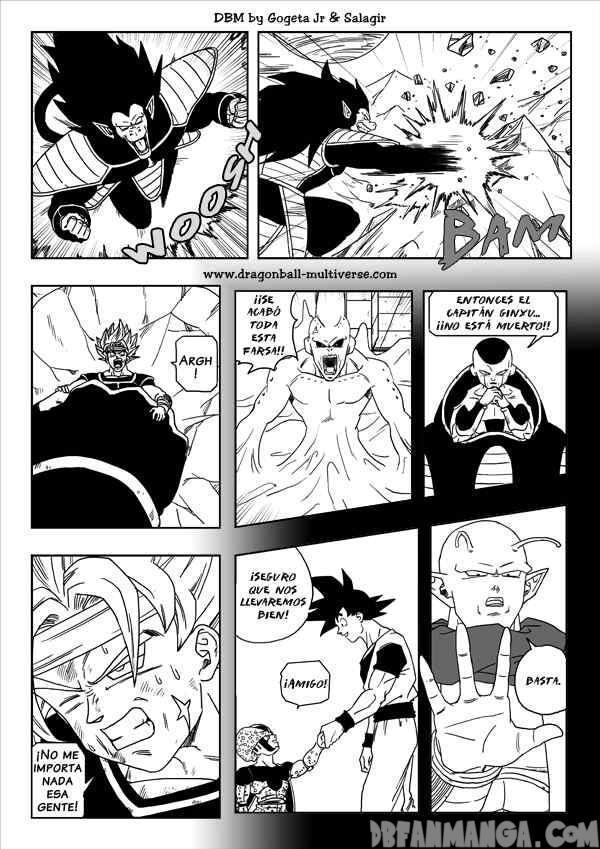 DBM by Gogeta Jr & Salagir
WOOSH
BAM
www.dragonball-multiverse.com
ARGH
!
¡¡SE
ACABÓ
TODA
ESTA
FARSA!!
ENTONCES EL
CAPITÁN GINYU...
¡¡NO ESTÁ MUERTO!!
¡NO ME
IMPORTA
NADA
ESA
GENTE!
¡SEGURO
QUE NOS
LLEVAREMOS
BIEN!
¡AMIGO!
BASTA.
DBFANMANGA.COM